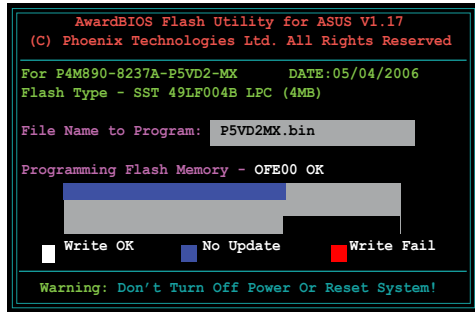 AwardBIOS Flash Utility for ASUS V1.17
(C) Phoenix Technologies Ltd. All Rights Reserved
For P4M890-8237A-P5VD2-MX DATE:05/04/2006
Flash Type - SST 49LF004B LPC (4MB)
File Name to Program: P5VD2MX.bin
Programming Flash Memory - OFE00 OK
Write OK No Update Write Fail
Warning: Don't Turn Off Power Or Reset System!